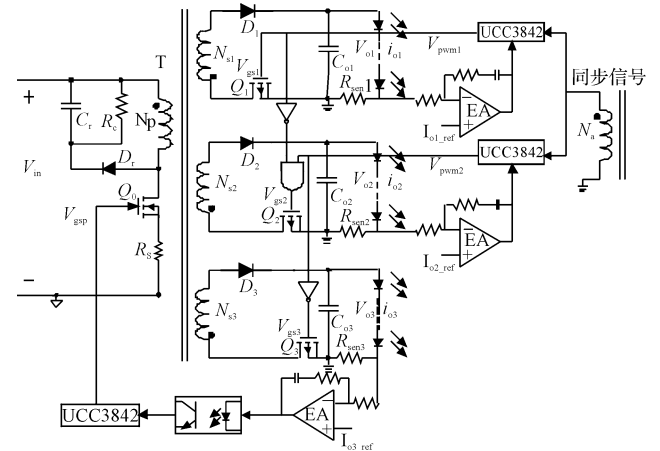 D1
UCC3842
T
Ns1
Vo1
io1
Vpwm1
Co1
Vgs1
Rsen1
Q1
同步信号
+
Cr
Rc
Np
−
EA
+
Io1_ref
Na
Dr
D2
UCC3842
Vin
Q0
Ns2
Vo2
io2
Vpwm2
Co2
Vgs2
Vgsp
Q2
Rsen2
−
EA
+
Io2_ref
RS
−
D3
Ns3
Vo3
io3
Co3
Vgs3
Q3
Rsen3
UCC3842
EA
−
+
Io3_ref